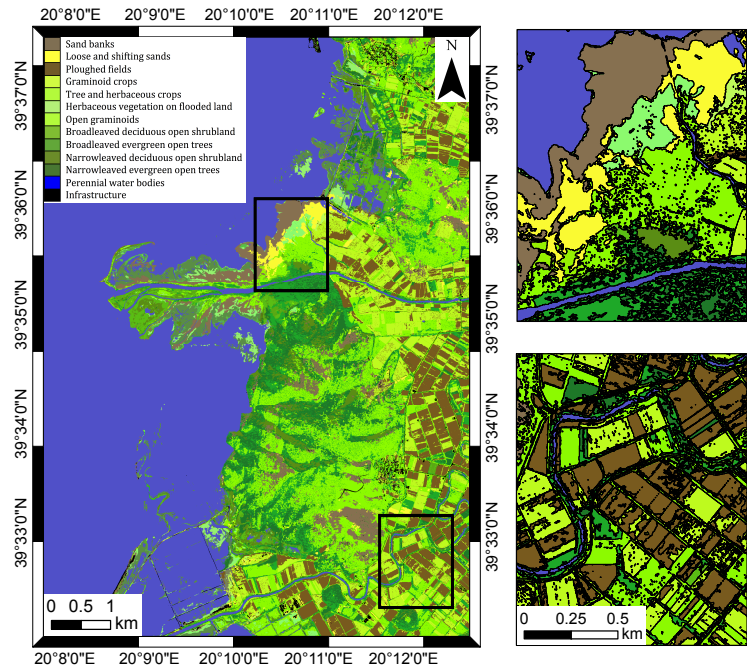 20°8'0"E 20°9'0"E 20°10'0"E 20°11'0"E 20°12'0"E
Sand banks
Loose and shifting sands
Ploughed fields
Graminoid crops
Tree and herbaceous crops
Herbaceous vegetation on flooded land
Open graminoids
Broadleaved deciduous open shrubland
Broadleaved evergreen open trees
Narrowleaved deciduous open shrubland
Narrowleaved evergreen open trees
Perennial water bodies
Infrastructure
N
39°37'0"N
39°36'0"N
39°35'0"N
39°34'0"N
39°33'0"N
39°37'0"N
39°36'0"N
39°35'0"N
39°34'0"N
39°33'0"N
0 0.5 1
km
0 0.25 0.5
km
20°8'0"E 20°9'0"E 20°10'0"E 20°11'0"E 20°12'0"E